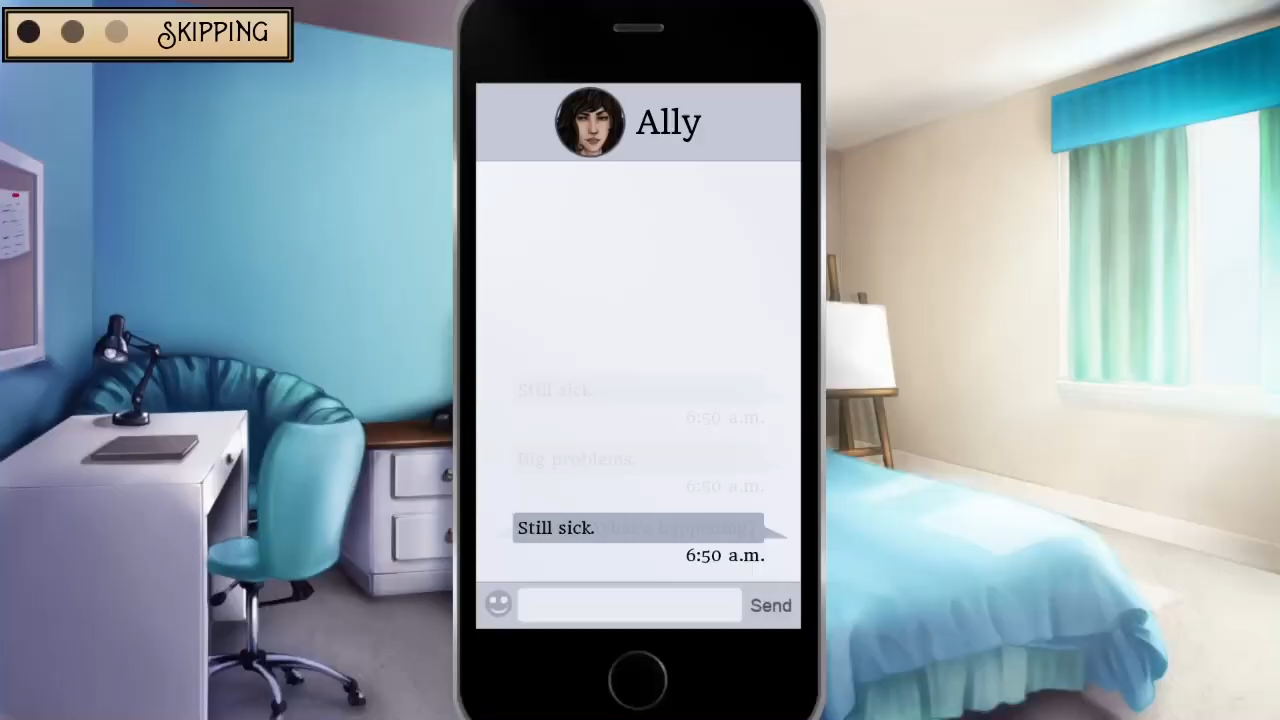 SKIPPING
Ally
Still sick.
6:50 a.m.
Big problems.
6:50 a.m.
Still sick.
6:50 a.m.
Send